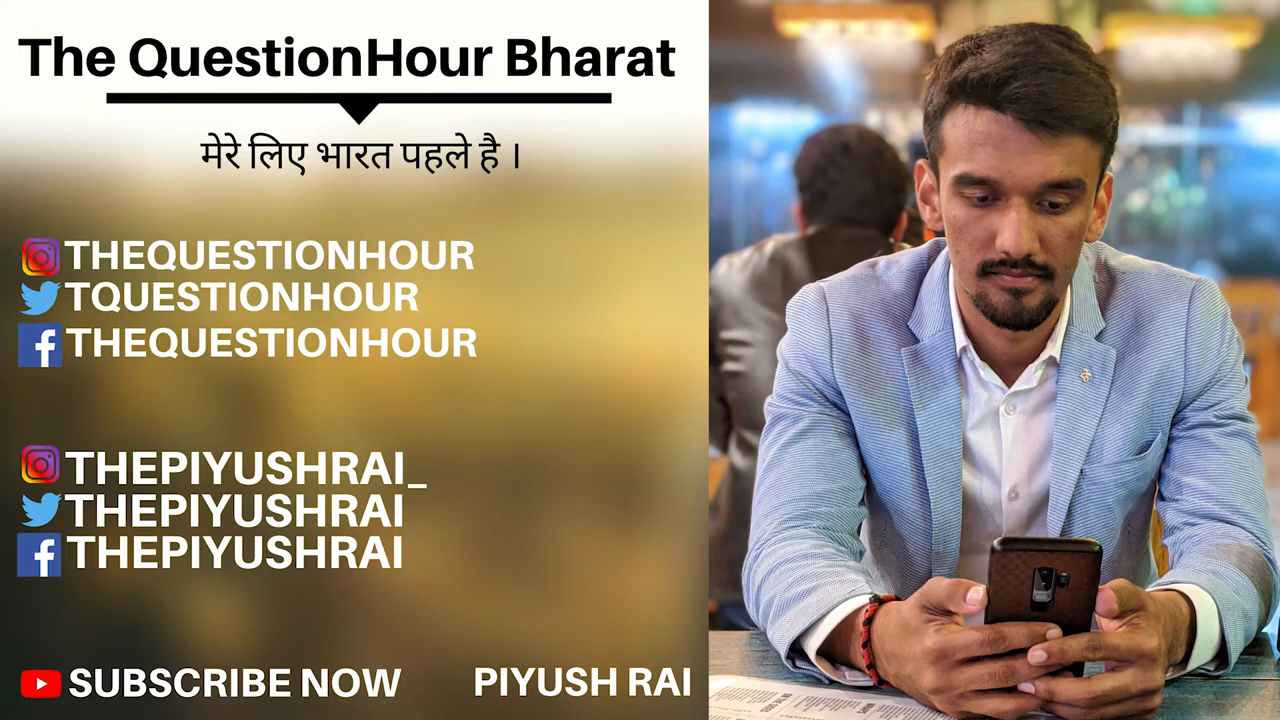 The QuestionHour Bharat
मेरे लिए भारत पहले है ।
THEQUESTIONHOUR
TQUESTIONHOUR
THEQUESTIONHOUR
THEPIYUSHRAI_
THEPIYUSHRAI
THEPIYUSHRAI
SUBSCRIBE NOW
PIYUSH RAI